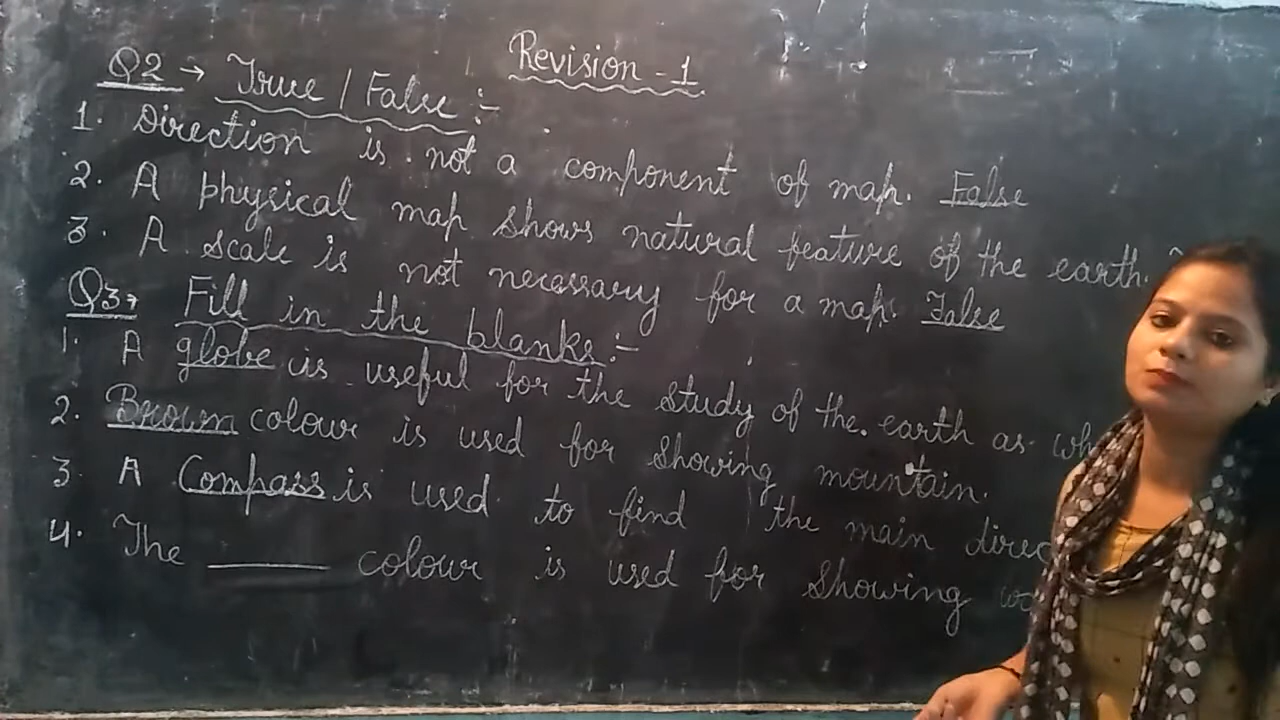 Revision - 1
Q2 → True / False :-
1. Direction is not a component of map. False
2. A physical map shows natural feature of the earth.
3. A scale is not necessary for a map. False
Q3→ Fill in the blanks :-
1. A globe is useful for the study of the earth as
2. Brown colour is used for showing mountain.
3. A Compass is used to find the main
4. The ______ colour is used for showing